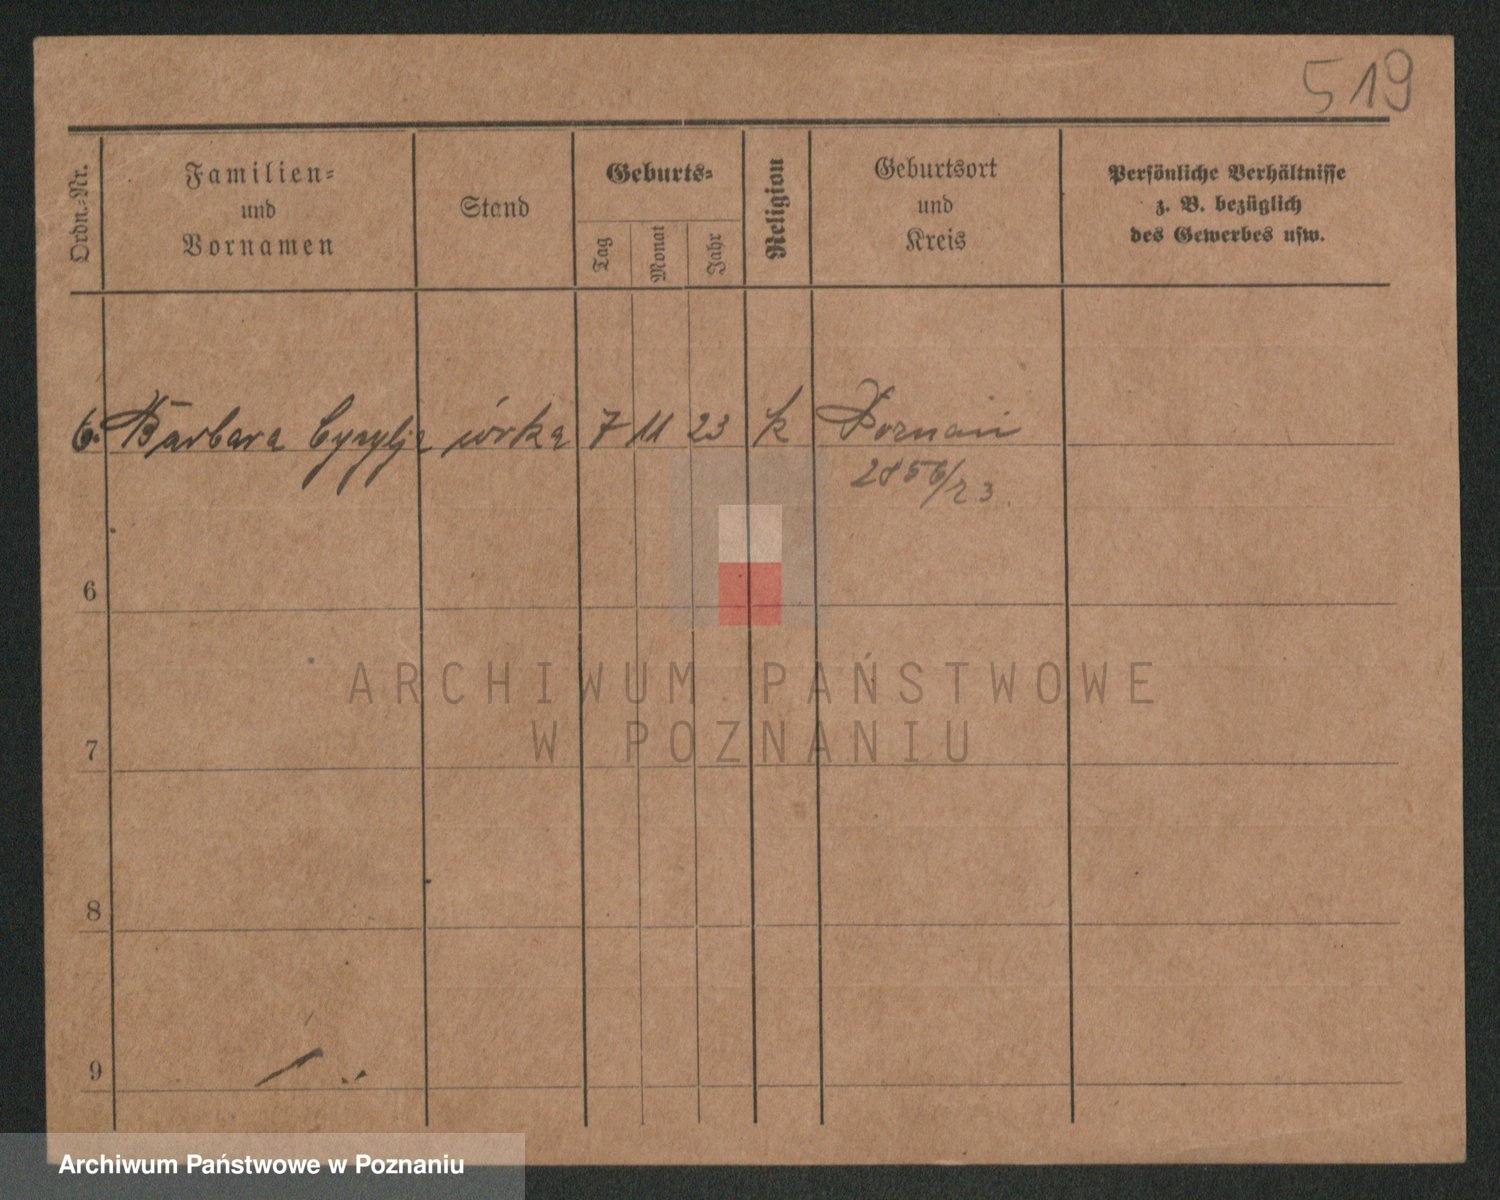 519
Ordn.-Nr.
Familien-
und
Vornamen
Stand
Geburts-
Tag
Monat
Jahr
Religion
Geburtsort
und
Kreis
Persönliche Verhältnisse
z. B. bezüglich
des Gewerbes usw.
6. Barbara Cyrylja córka 7 11 23 k Poznań
2856/23.
6
7
8
9
ARCHIWUM PAŃSTWOWE
W POZNANIU
Archiwum Państwowe w Poznaniu